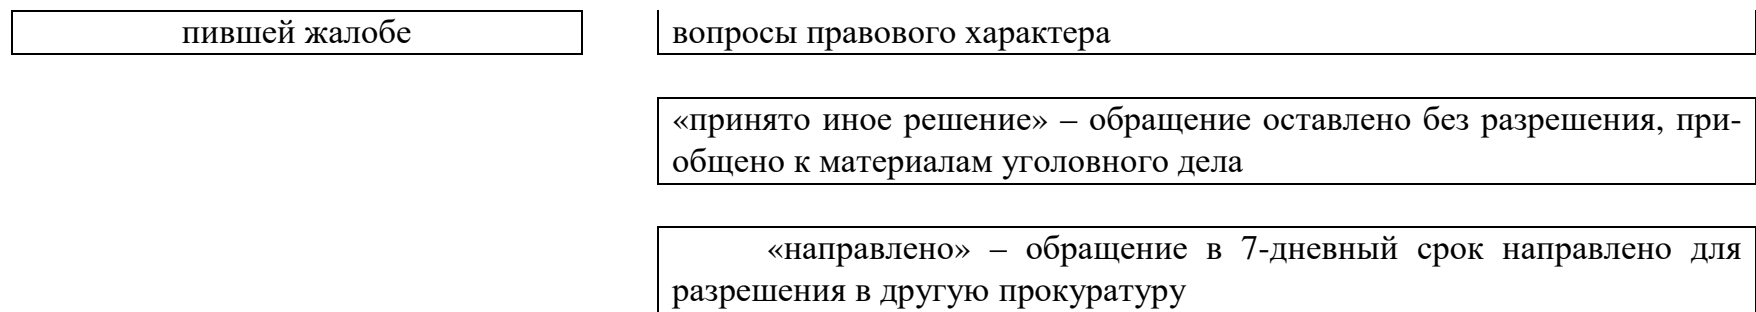 пившей жалобе
вопросы правового характера
«принято иное решение» – обращение оставлено без разрешения, при-
общено к материалам уголовного дела
«направлено» – обращение в 7-дневный срок направлено для
разрешения в другую прокуратуру